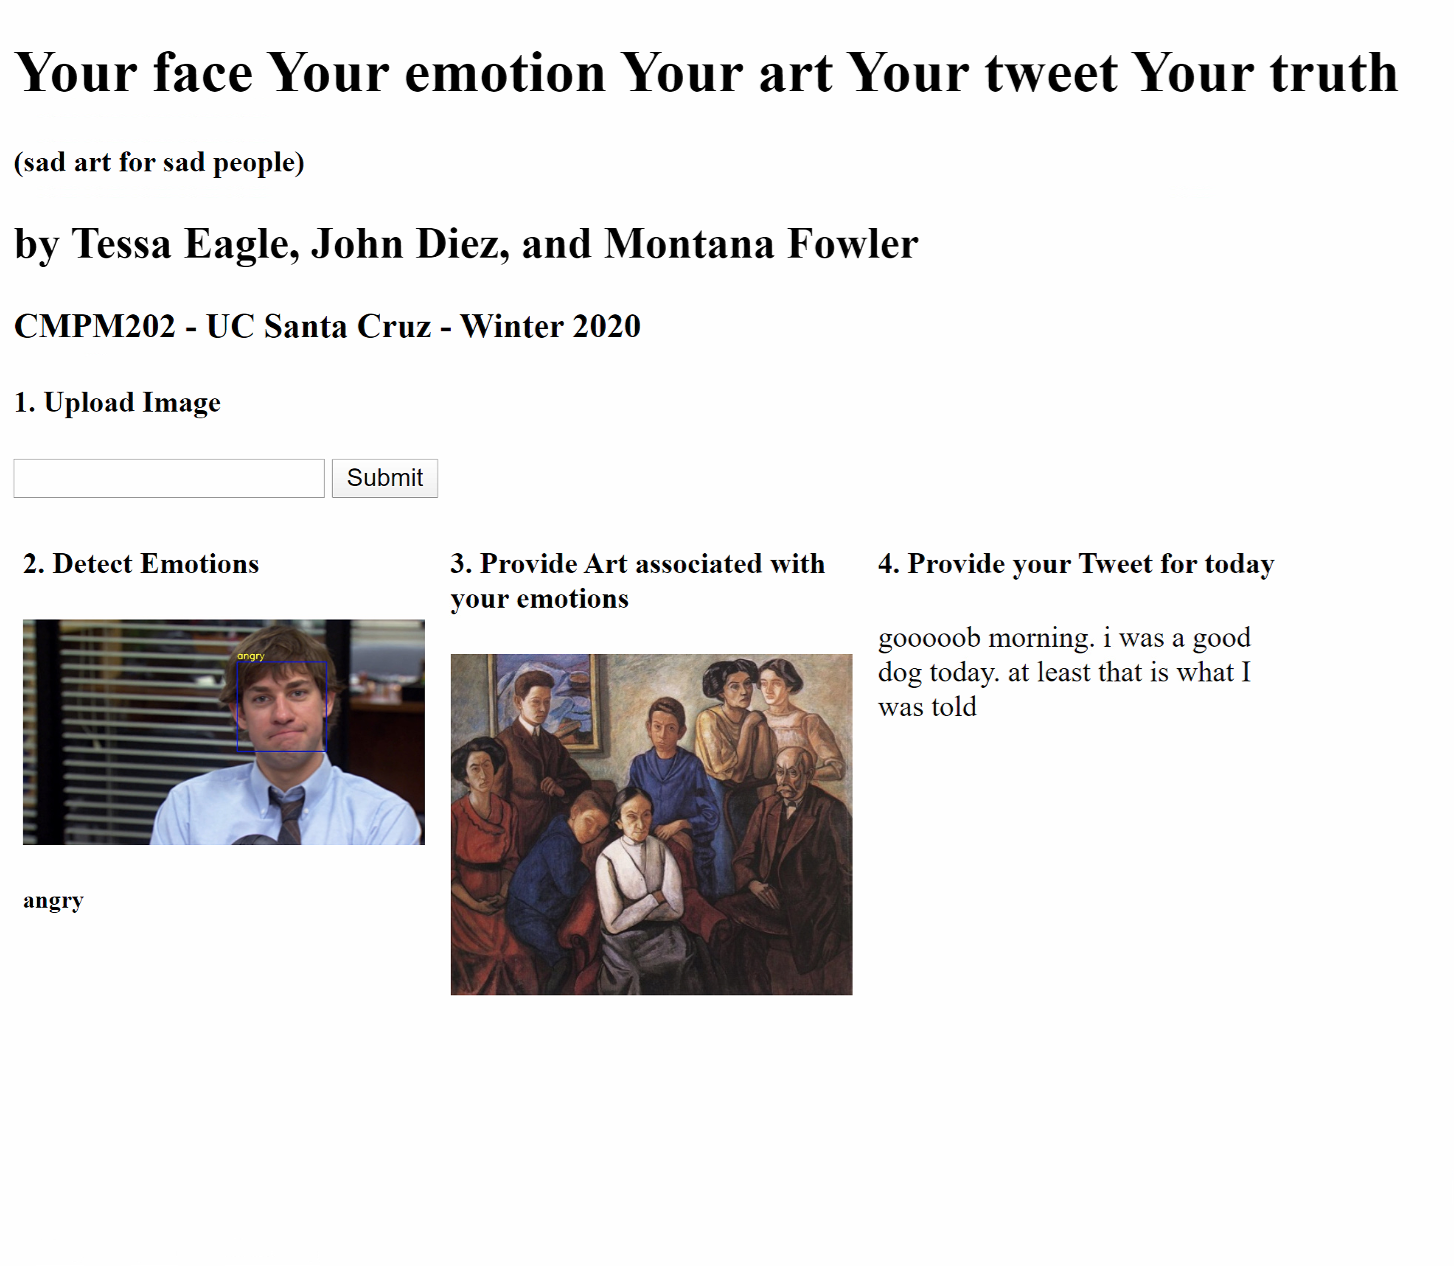 Your face Your emotion Your art Your tweet Your truth
(sad art for sad people)
by Tessa Eagle, John Diez, and Montana Fowler
CMPM202 - UC Santa Cruz - Winter 2020
1. Upload Image
Submit
2. Detect Emotions
angry
angry
3. Provide Art associated with
your emotions
4. Provide your Tweet for today
gooooob morning. i was a good
dog today. at least that is what I
was told